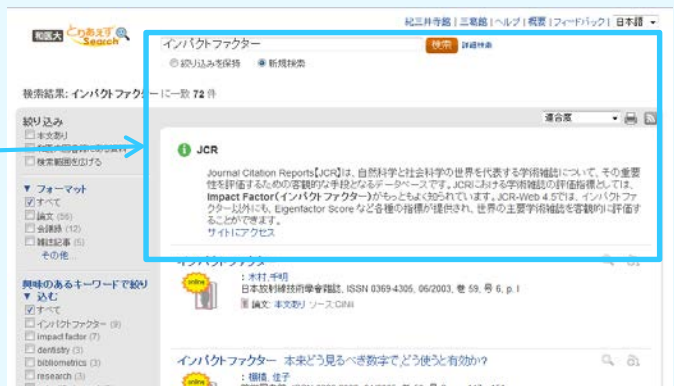 紀三井寺館 | 三葛館 | ヘルプ | 概要 | フィードバック | 日本語
和医大 とりあえず Search
インパクトファクター 検索 詳細検索
絞り込みを保持 新規検索
検索結果: インパクトファクターに一致 72 件
絞り込み
適合度
本文あり
検索範囲を広げる
JCR
Journal Citation Reports【JCR】は、自然科学と社会科学の世界を代表する学術雑誌について、その重要
性を評価するための客観的な手段となるデータベースです。JCRにおける学術雑誌の評価指標としては、
Impact Factor(インパクトファクター)がもっともよく知られています。JCR-Web 4.5では、インパクトファ
クター以外にも、Eigenfactor Score など各種の指標が提供され、世界の主要学術雑誌を客観的に評価す
ることができます。
サイトにアクセス
フォーマット
すべて
論文 (56)
会議録 (12)
雑誌記事 (5)
その他...
インパクトファクター
online
: 木村,千明
日本放射線技術學會雜誌, ISSN 0369-4305, 06/2003, 巻 59, 号 6, p. I
論文: 本文あり ソース:CiNii
興味のあるキーワードで絞り
込む
すべて
インパクトファクター (9)
impact factor (7)
dentistry (3)
bibliometrics (3)
research (3)
インパクトファクター 本来どう見るべき数字で,どう使うと有効か?
online
: 棚橋, 佳子